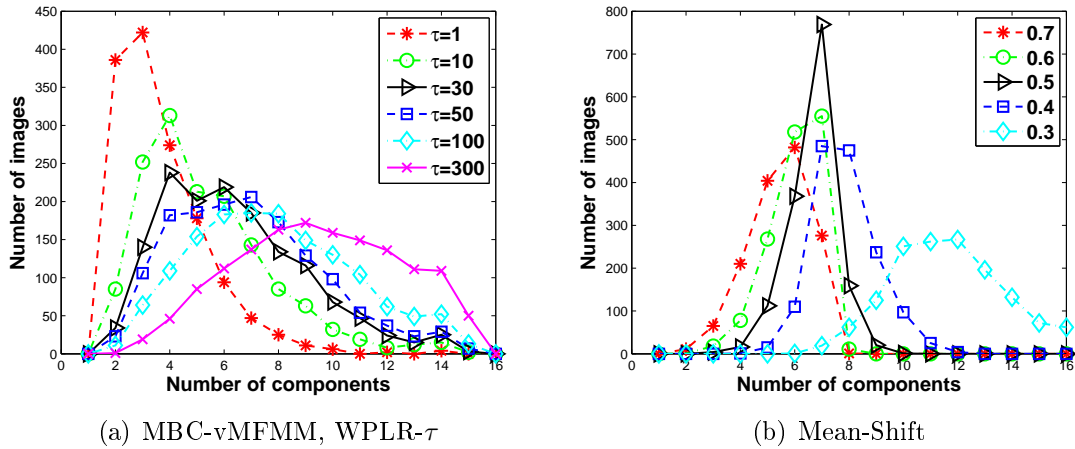 450
400
350
300
250
200
150
100
50
0
0 2 4 6 8 10 12 14 16
Number of images
Number of components
τ=1
τ=10
τ=30
τ=50
τ=100
τ=300
(a) MBC-vMFMM, WPLR-τ
800
700
600
500
400
300
200
100
0
0 2 4 6 8 10 12 14 16
Number of images
Number of components
0.7
0.6
0.5
0.4
0.3
(b) Mean-Shift